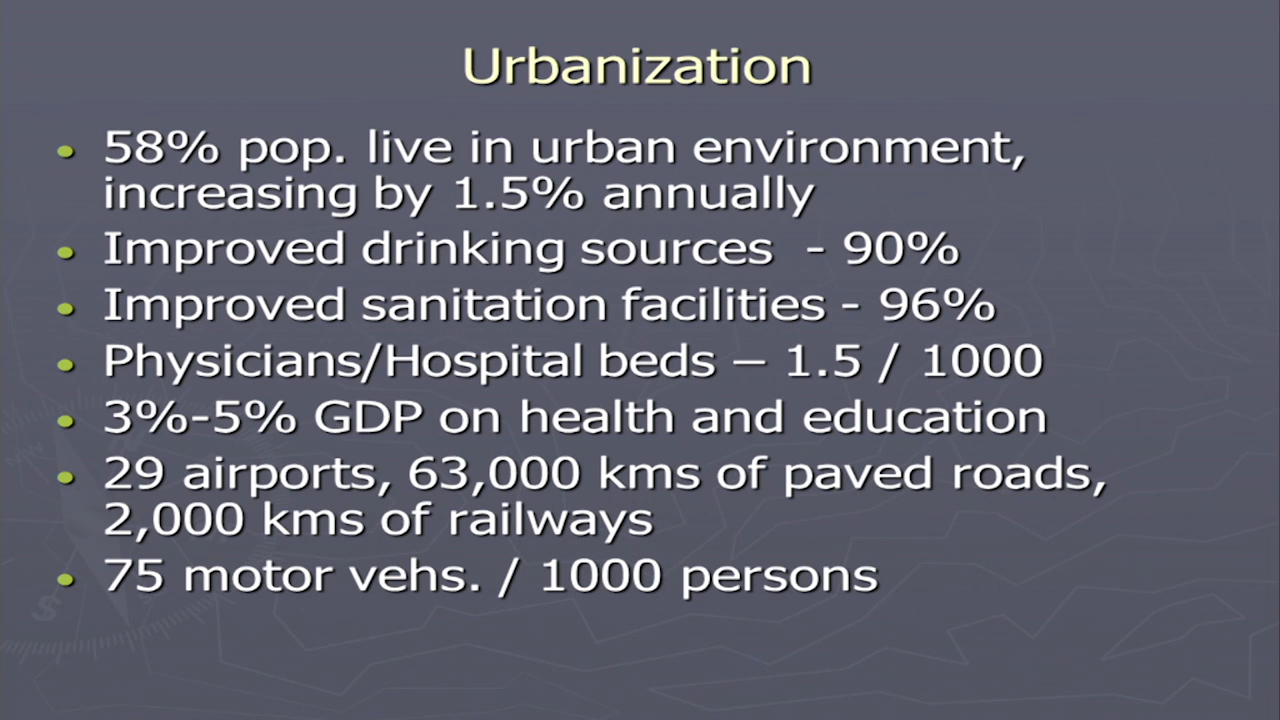 Urbanization
• 58% pop. live in urban environment,
increasing by 1.5% annually
• Improved drinking sources - 90%
• Improved sanitation facilities - 96%
• Physicians/Hospital beds – 1.5 / 1000
• 3%-5% GDP on health and education
• 29 airports, 63,000 kms of paved roads,
2,000 kms of railways
• 75 motor vehs. / 1000 persons